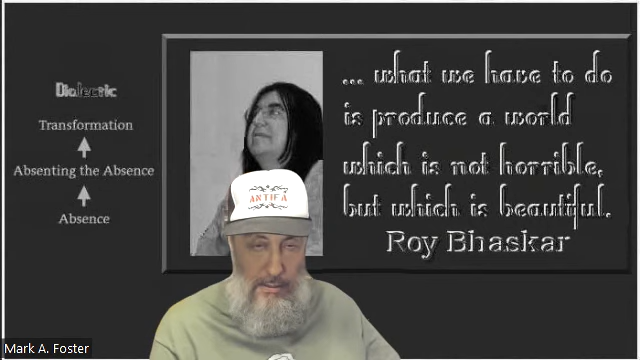 Dialectic
Transformation
Absenting the Absence
Absence
... what we have to do
is produce a world
which is not horrible,
but which is beautiful.
Roy Bhaskar
ANTIFA
Mark A. Foster